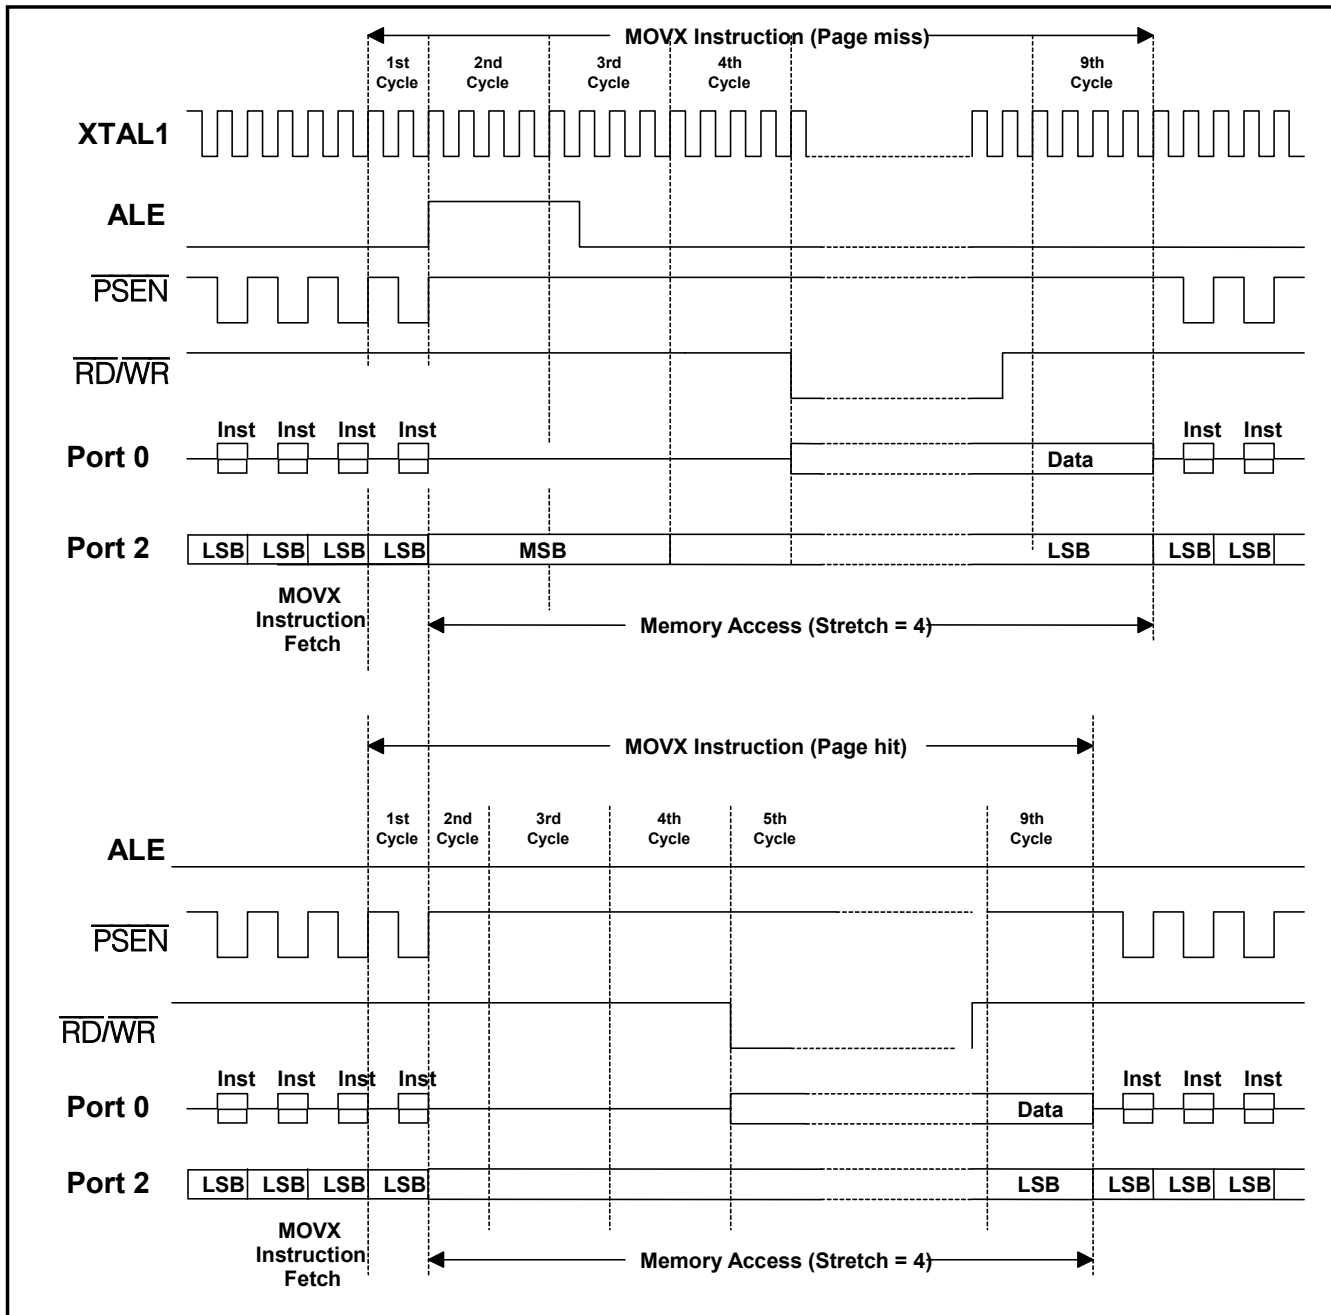 MOVX Instruction (Page miss)
1st Cycle 2nd Cycle 3rd Cycle 4th Cycle 9th Cycle
XTAL1
ALE
PSEN
RD/WR
Inst Inst Inst Inst Inst Inst
Port 0 Data
Port 2 LSB LSB LSB LSB MSB LSB LSB LSB
MOVX
Instruction
Fetch
Memory Access (Stretch = 4)
MOVX Instruction (Page hit)
1st Cycle 2nd Cycle 3rd Cycle 4th Cycle 5th Cycle 9th Cycle
ALE
PSEN
RD/WR
Inst Inst Inst Inst Inst Inst Inst
Port 0 Data
Port 2 LSB LSB LSB LSB LSB LSB LSB LSB
MOVX
Instruction
Fetch
Memory Access (Stretch = 4)